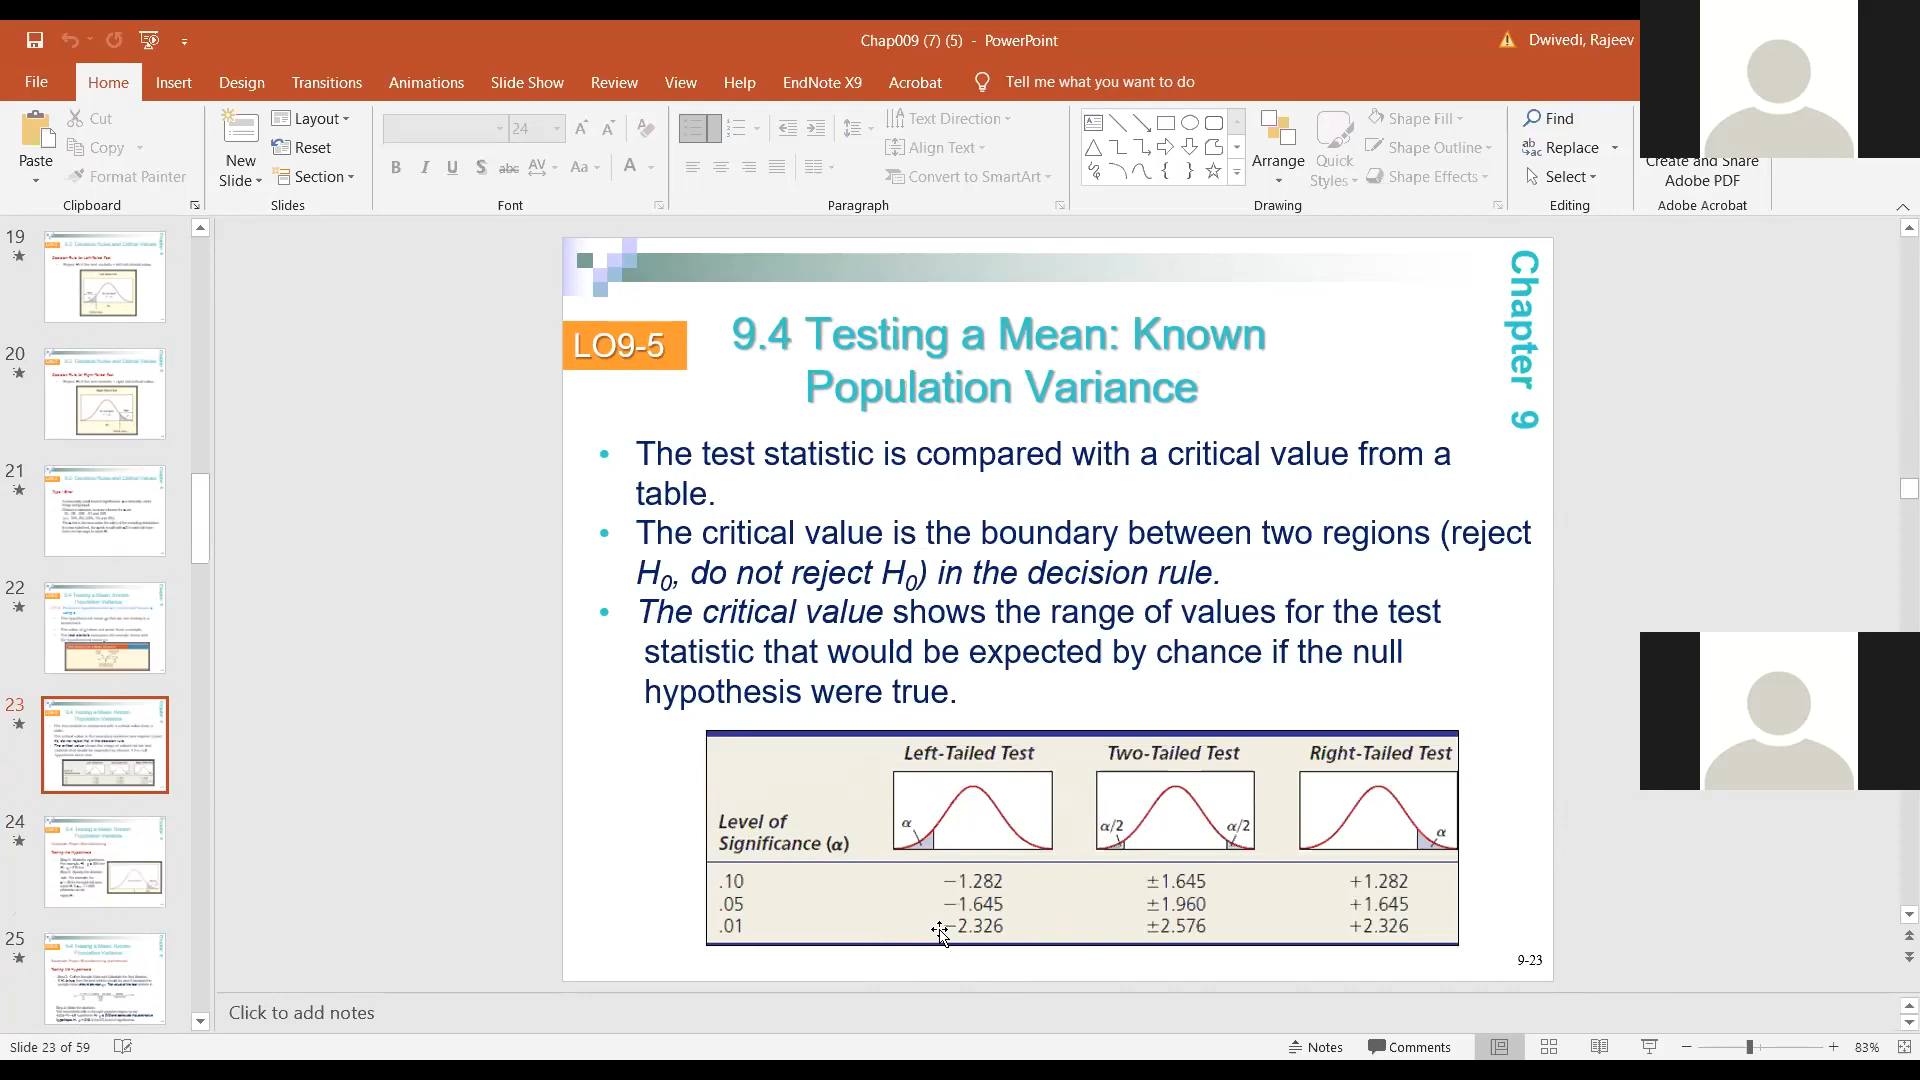 Chap009 (7) (5) - PowerPoint
Dwivedi, Rajeev
File
Home
Insert
Design
Transitions
Animations
Slide Show
Review
View
Help
EndNote X9
Acrobat
Tell me what you want to do
Paste
Cut
Copy
Format Painter
Clipboard
New
Slide
Layout
Reset
Section
Slides
24
Font
Text Direction
Align Text
Convert to SmartArt
Paragraph
Arrange
Quick
Styles
Shape Fill
Shape Outline
Shape Effects
Drawing
Find
Replace
Select
Editing
Create and Share
Adobe PDF
Adobe Acrobat
19
20
21
22
23
24
25
Chapter 9
LO9-5
9.4 Testing a Mean: Known
Population Variance
• The test statistic is compared with a critical value from a
table.
• The critical value is the boundary between two regions (reject
H0, do not reject H0) in the decision rule.
• The critical value shows the range of values for the test
statistic that would be expected by chance if the null
hypothesis were true.
Left-Tailed Test Two-Tailed Test Right-Tailed Test
Level of
Significance (α)
α α/2 α/2 α
.10 −1.282 ±1.645 +1.282
.05 −1.645 ±1.960 +1.645
.01 −2.326 ±2.576 +2.326
9-23
Click to add notes
Slide 23 of 59
Notes
Comments
83%